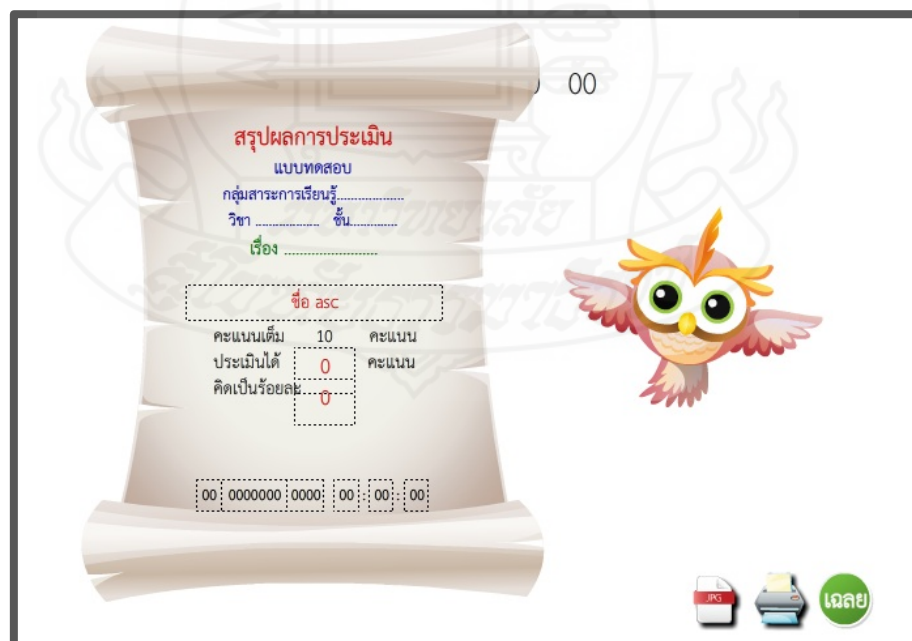 00
สรุปผลการประเมิน
แบบทดสอบ
กลุ่มสาระการเรียนรู้...................
วิขา .................. ชั้น..............
เรื่อง ..........................
ชื่อ asc
คะแนนเต็ม 10 คะแนน
ประเมินได้ 0 คะแนน
คิดเป็นร้อยละ 0
00 0000000 0000 00 : 00 : 00
JPG
เฉลย